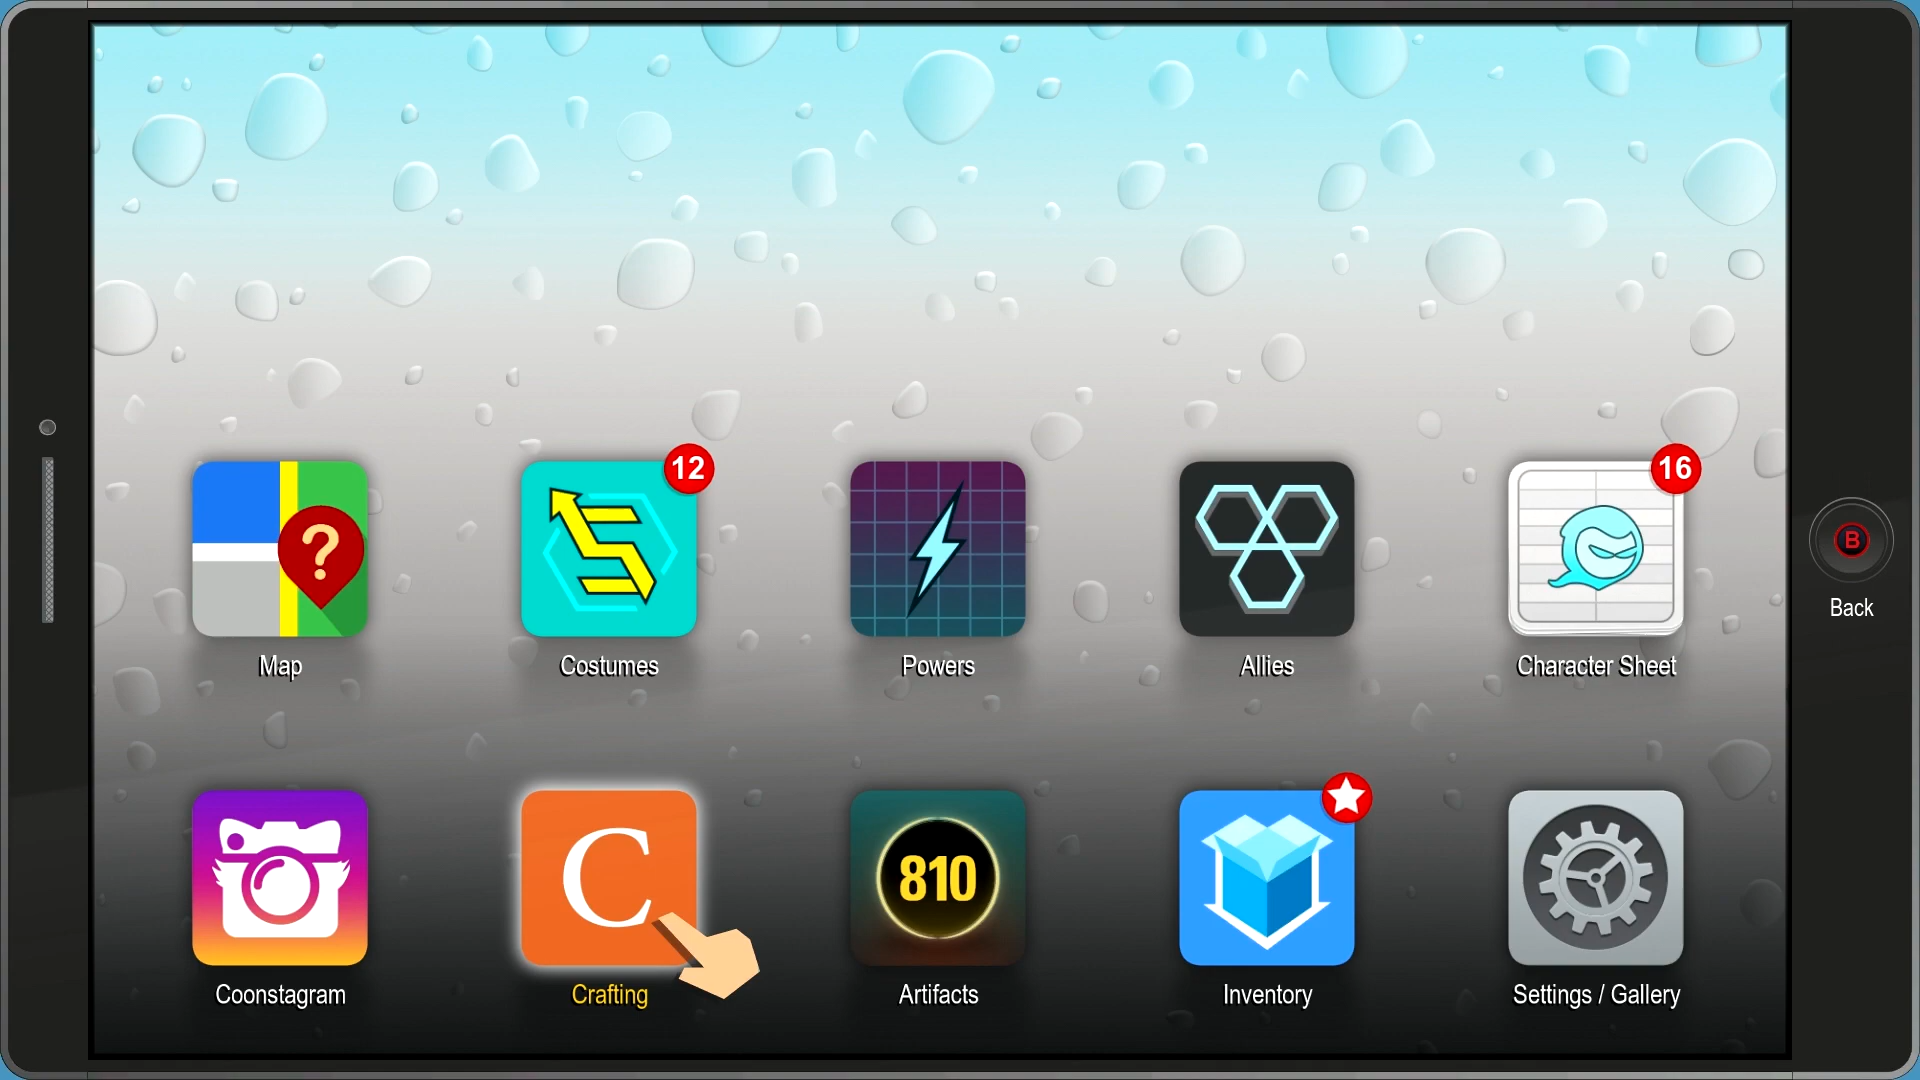 12
16
?
Map
Costumes
Powers
Allies
Character Sheet
B
Back
C
810
Coonstagram
Crafting
Artifacts
Inventory
Settings / Gallery